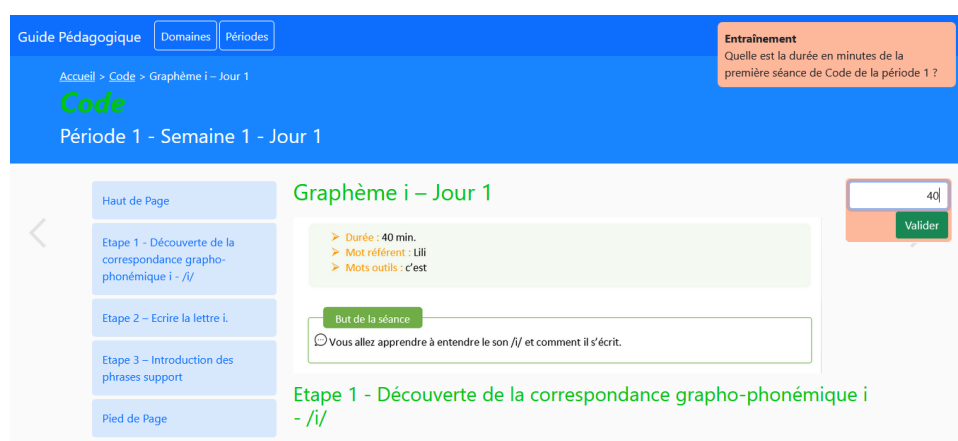 Guide Pédagogique Domaines Périodes
Entraînement
Quelle est la durée en minutes de la
première séance de Code de la période 1 ?
Accueil > Code > Graphème i – Jour 1
Code
Période 1 - Semaine 1 - Jour 1
Haut de Page
Etape 1 - Découverte de la
correspondance grapho-
phonémique i - /i/
Etape 2 – Ecrire la lettre i.
Etape 3 – Introduction des
phrases support
Pied de Page
Graphème i – Jour 1
➤ Durée : 40 min.
➤ Mot référent : Lili
➤ Mots outils : c'est
But de la séance
Vous allez apprendre à entendre le son /i/ et comment il s'écrit.
Etape 1 - Découverte de la correspondance grapho-phonémique i
- /i/
40
Valider